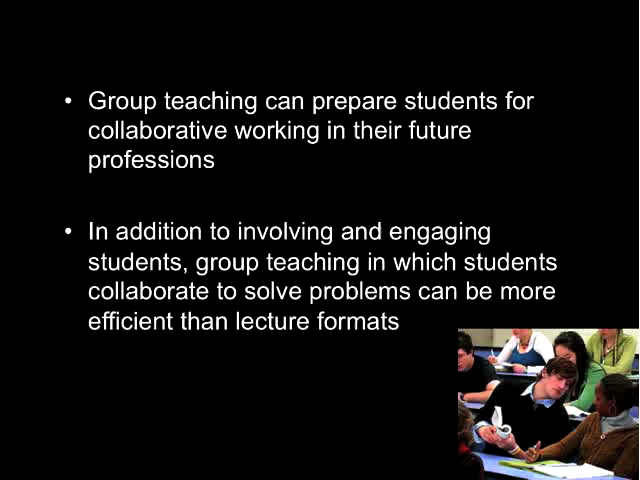 • Group teaching can prepare students for
collaborative working in their future
professions
• In addition to involving and engaging
students, group teaching in which students
collaborate to solve problems can be more
efficient than lecture formats